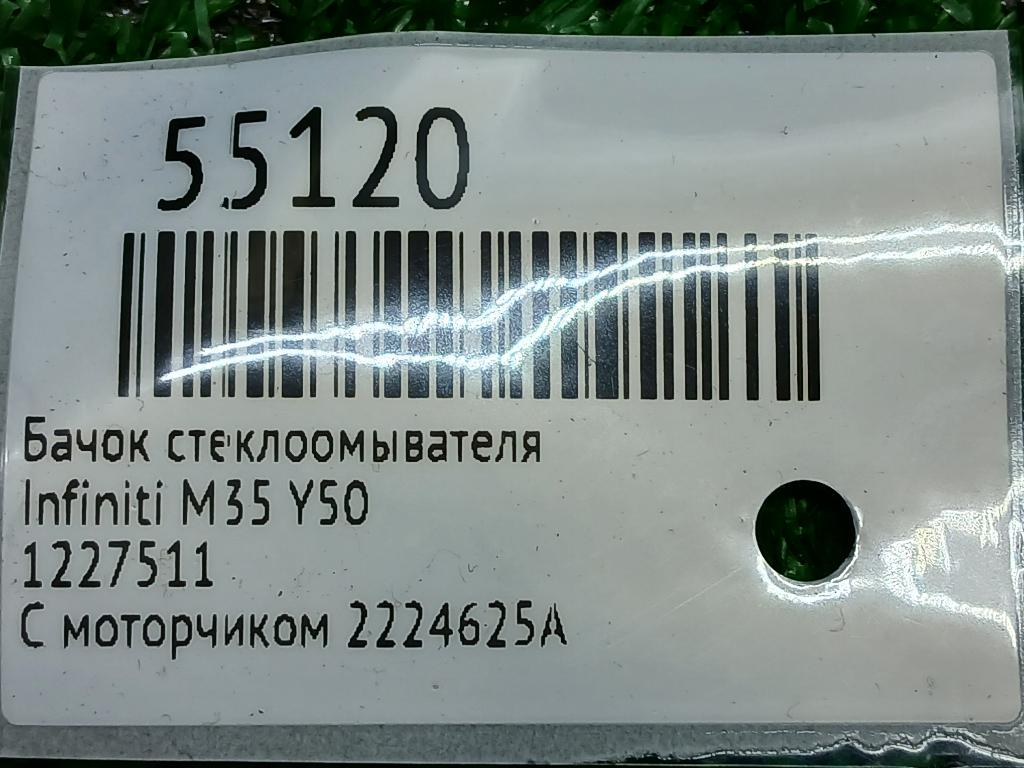 55120
Бачок стеклоомывателя
Infiniti M35 Y50
1227511
С моторчиком 2224625A